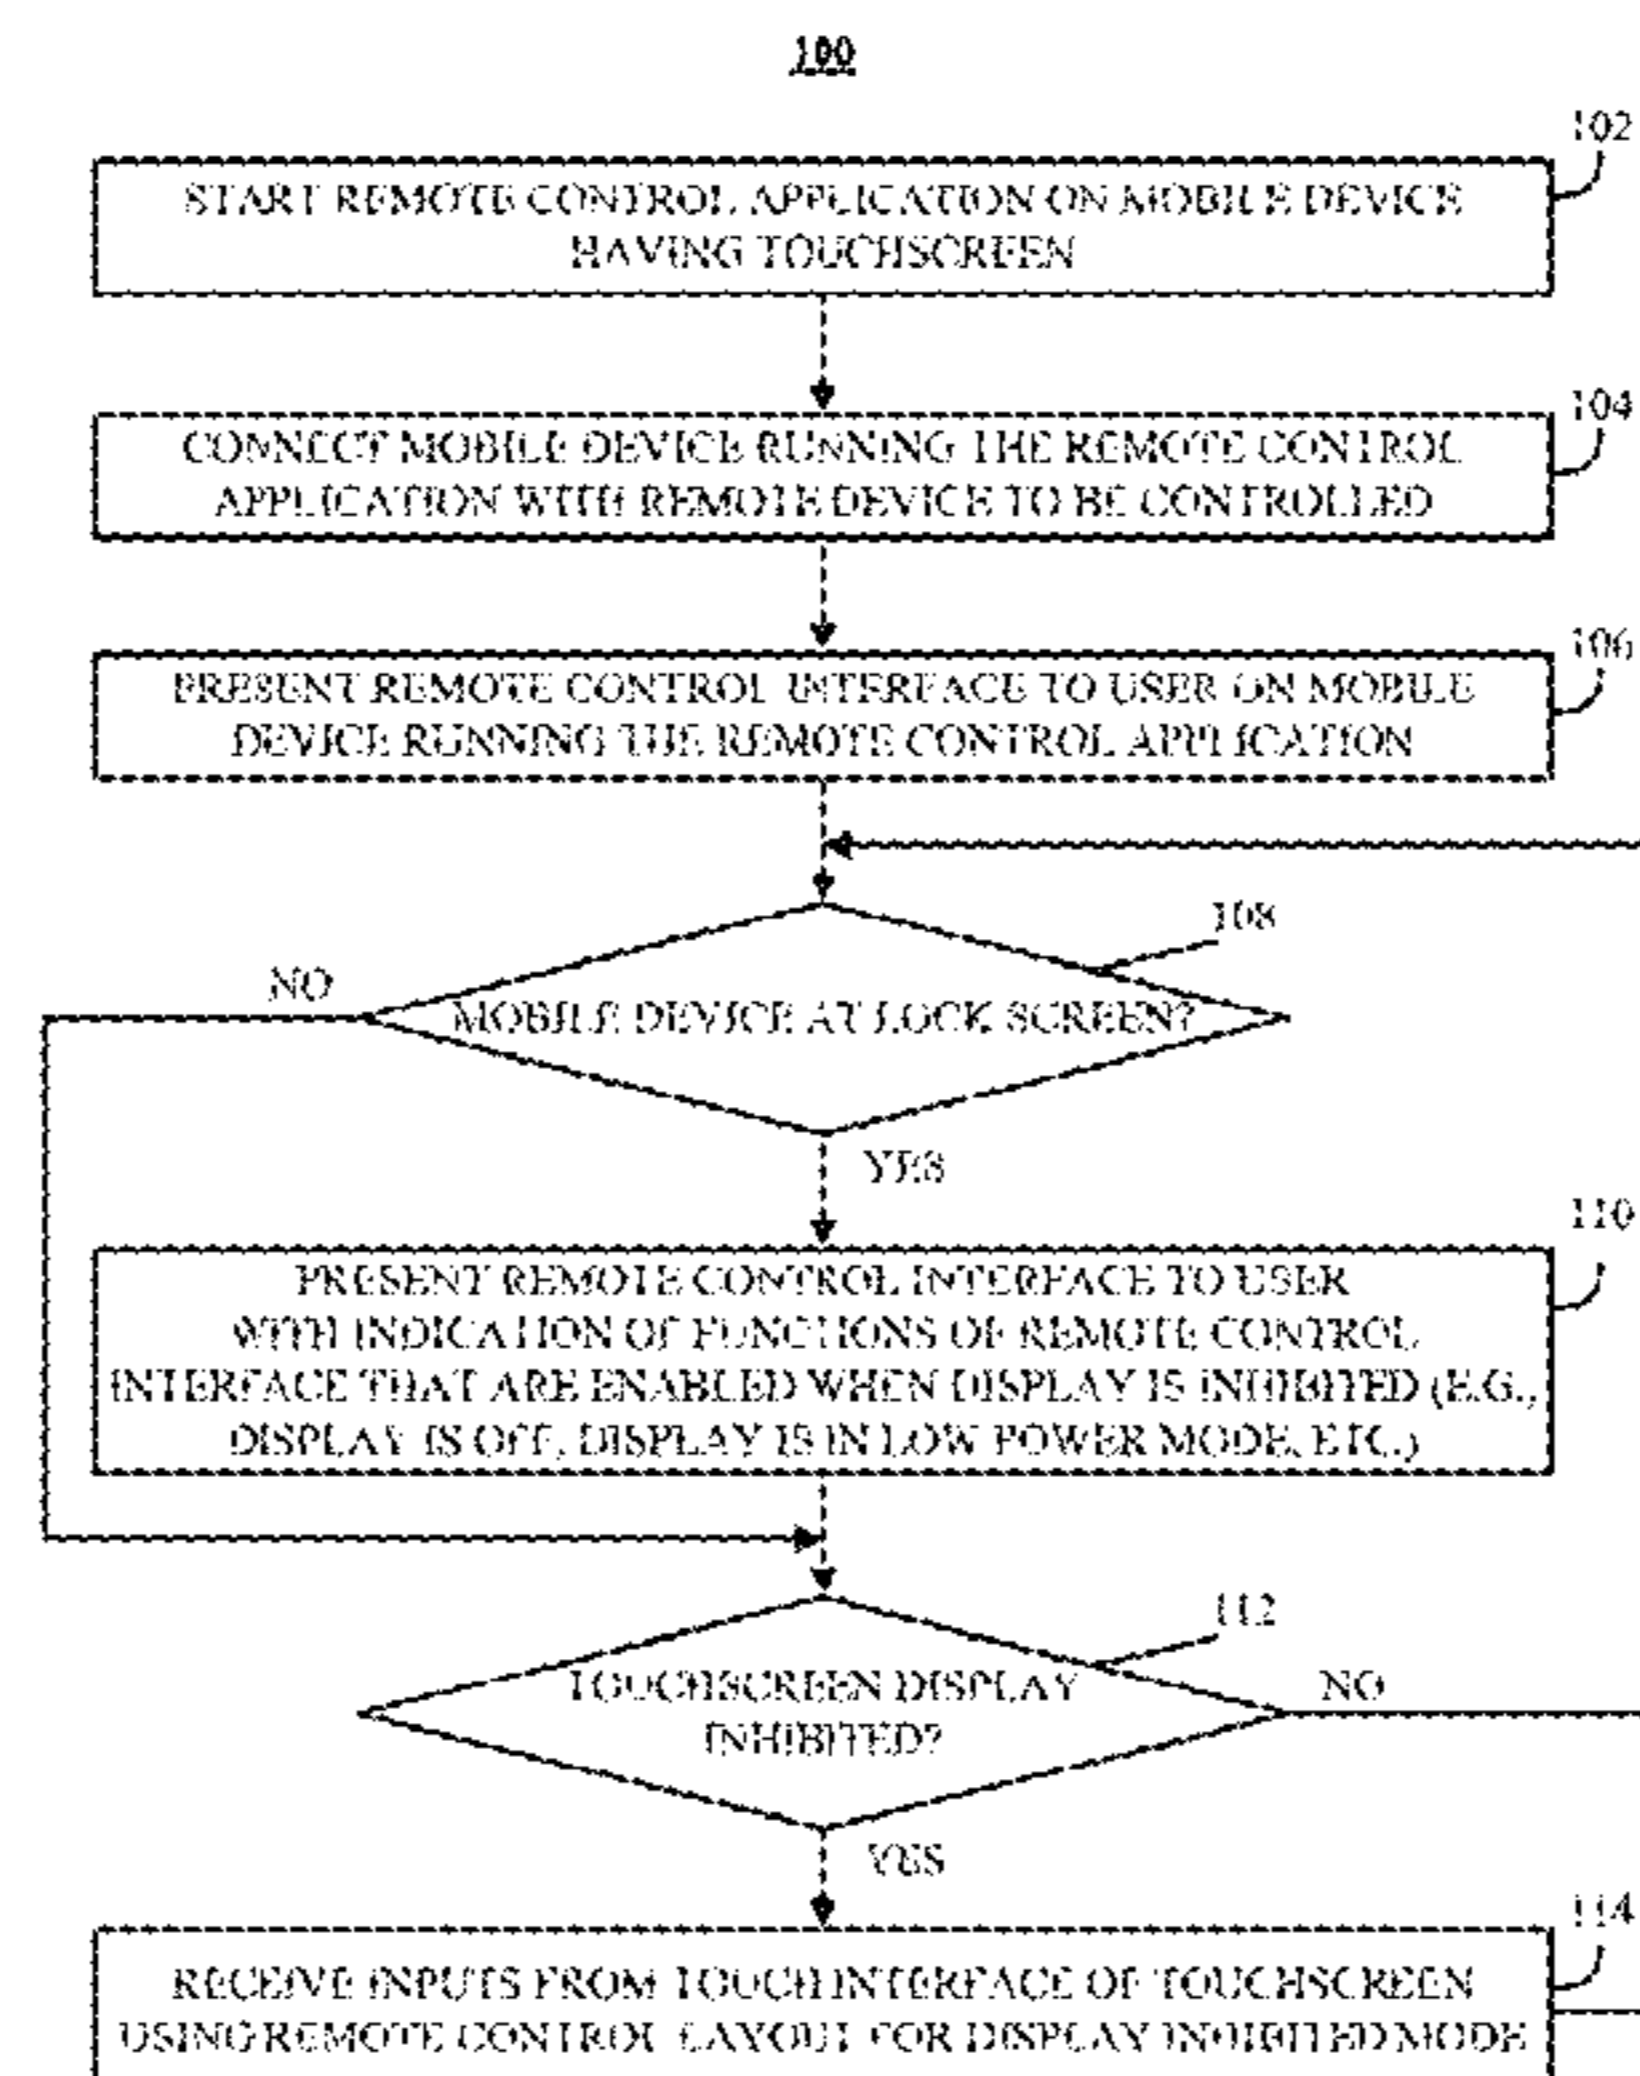 100
102
START REMOTE CONTROL APPLICATION ON MOBILE DEVICE
HAVING TOUCHSCREEN
104
CONNECT MOBILE DEVICE RUNNING THE REMOTE CONTROL
APPLICATION WITH REMOTE DEVICE TO BE CONTROLLED
106
PRESENT REMOTE CONTROL INTERFACE TO USER ON MOBILE
DEVICE RUNNING THE REMOTE CONTROL APPLICATION
108
NO
MOBILE DEVICE AT LOCK SCREEN?
YES
110
PRESENT REMOTE CONTROL INTERFACE TO USER
WITH INDICATION OF FUNCTIONS OF REMOTE CONTROL
INTERFACE THAT ARE ENABLED WHEN DISPLAY IS INHIBITED (E.G.,
DISPLAY IS OFF, DISPLAY IS IN LOW POWER MODE, ETC.)
112
TOUCHSCREEN DISPLAY
INHIBITED?
NO
YES
114
RECEIVE INPUTS FROM TOUCH INTERFACE OF TOUCHSCREEN
USING REMOTE CONTROL LAYOUT FOR DISPLAY INHIBITED MODE